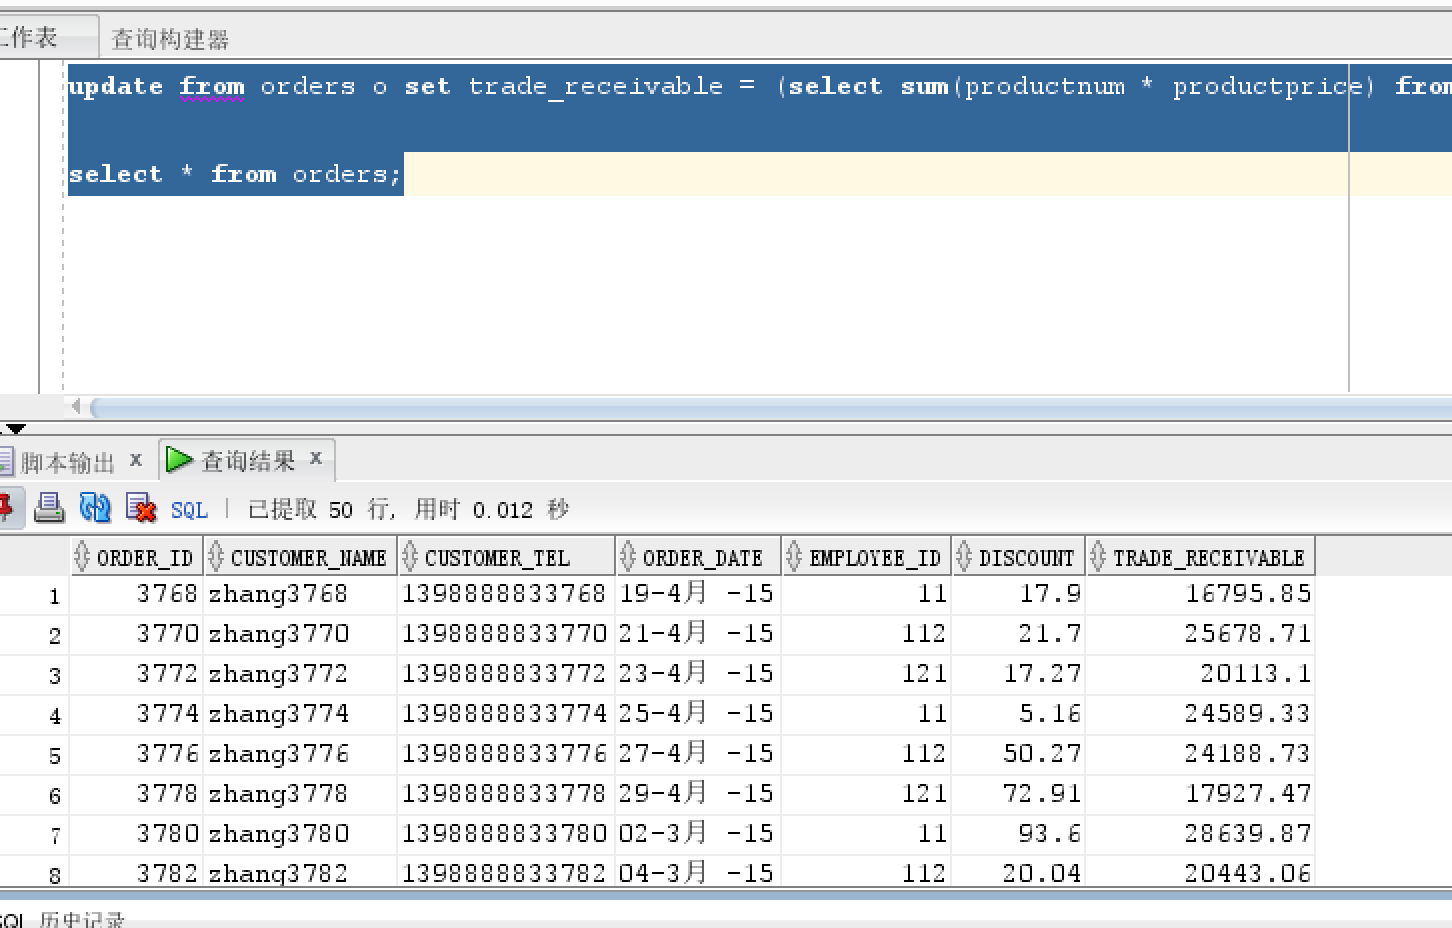 工作表 查询构建器
update from orders o set trade_receivable = (select sum(productnum * productprice) from
select * from orders;
脚本输出 x 查询结果 x
SQL | 已提取 50 行, 用时 0.012 秒
ORDER_ID CUSTOMER_NAME CUSTOMER_TEL ORDER_DATE EMPLOYEE_ID DISCOUNT TRADE_RECEIVABLE
1 3768 zhang3768 1398888833768 19-4月 -15 11 17.9 16795.85
2 3770 zhang3770 1398888833770 21-4月 -15 112 21.7 25678.71
3 3772 zhang3772 1398888833772 23-4月 -15 121 17.27 20113.1
4 3774 zhang3774 1398888833774 25-4月 -15 11 5.16 24589.33
5 3776 zhang3776 1398888833776 27-4月 -15 112 50.27 24188.73
6 3778 zhang3778 1398888833778 29-4月 -15 121 72.91 17927.47
7 3780 zhang3780 1398888833780 02-3月 -15 11 93.6 28639.87
8 3782 zhang3782 1398888833782 04-3月 -15 112 20.04 20443.06
SQL 历史记录